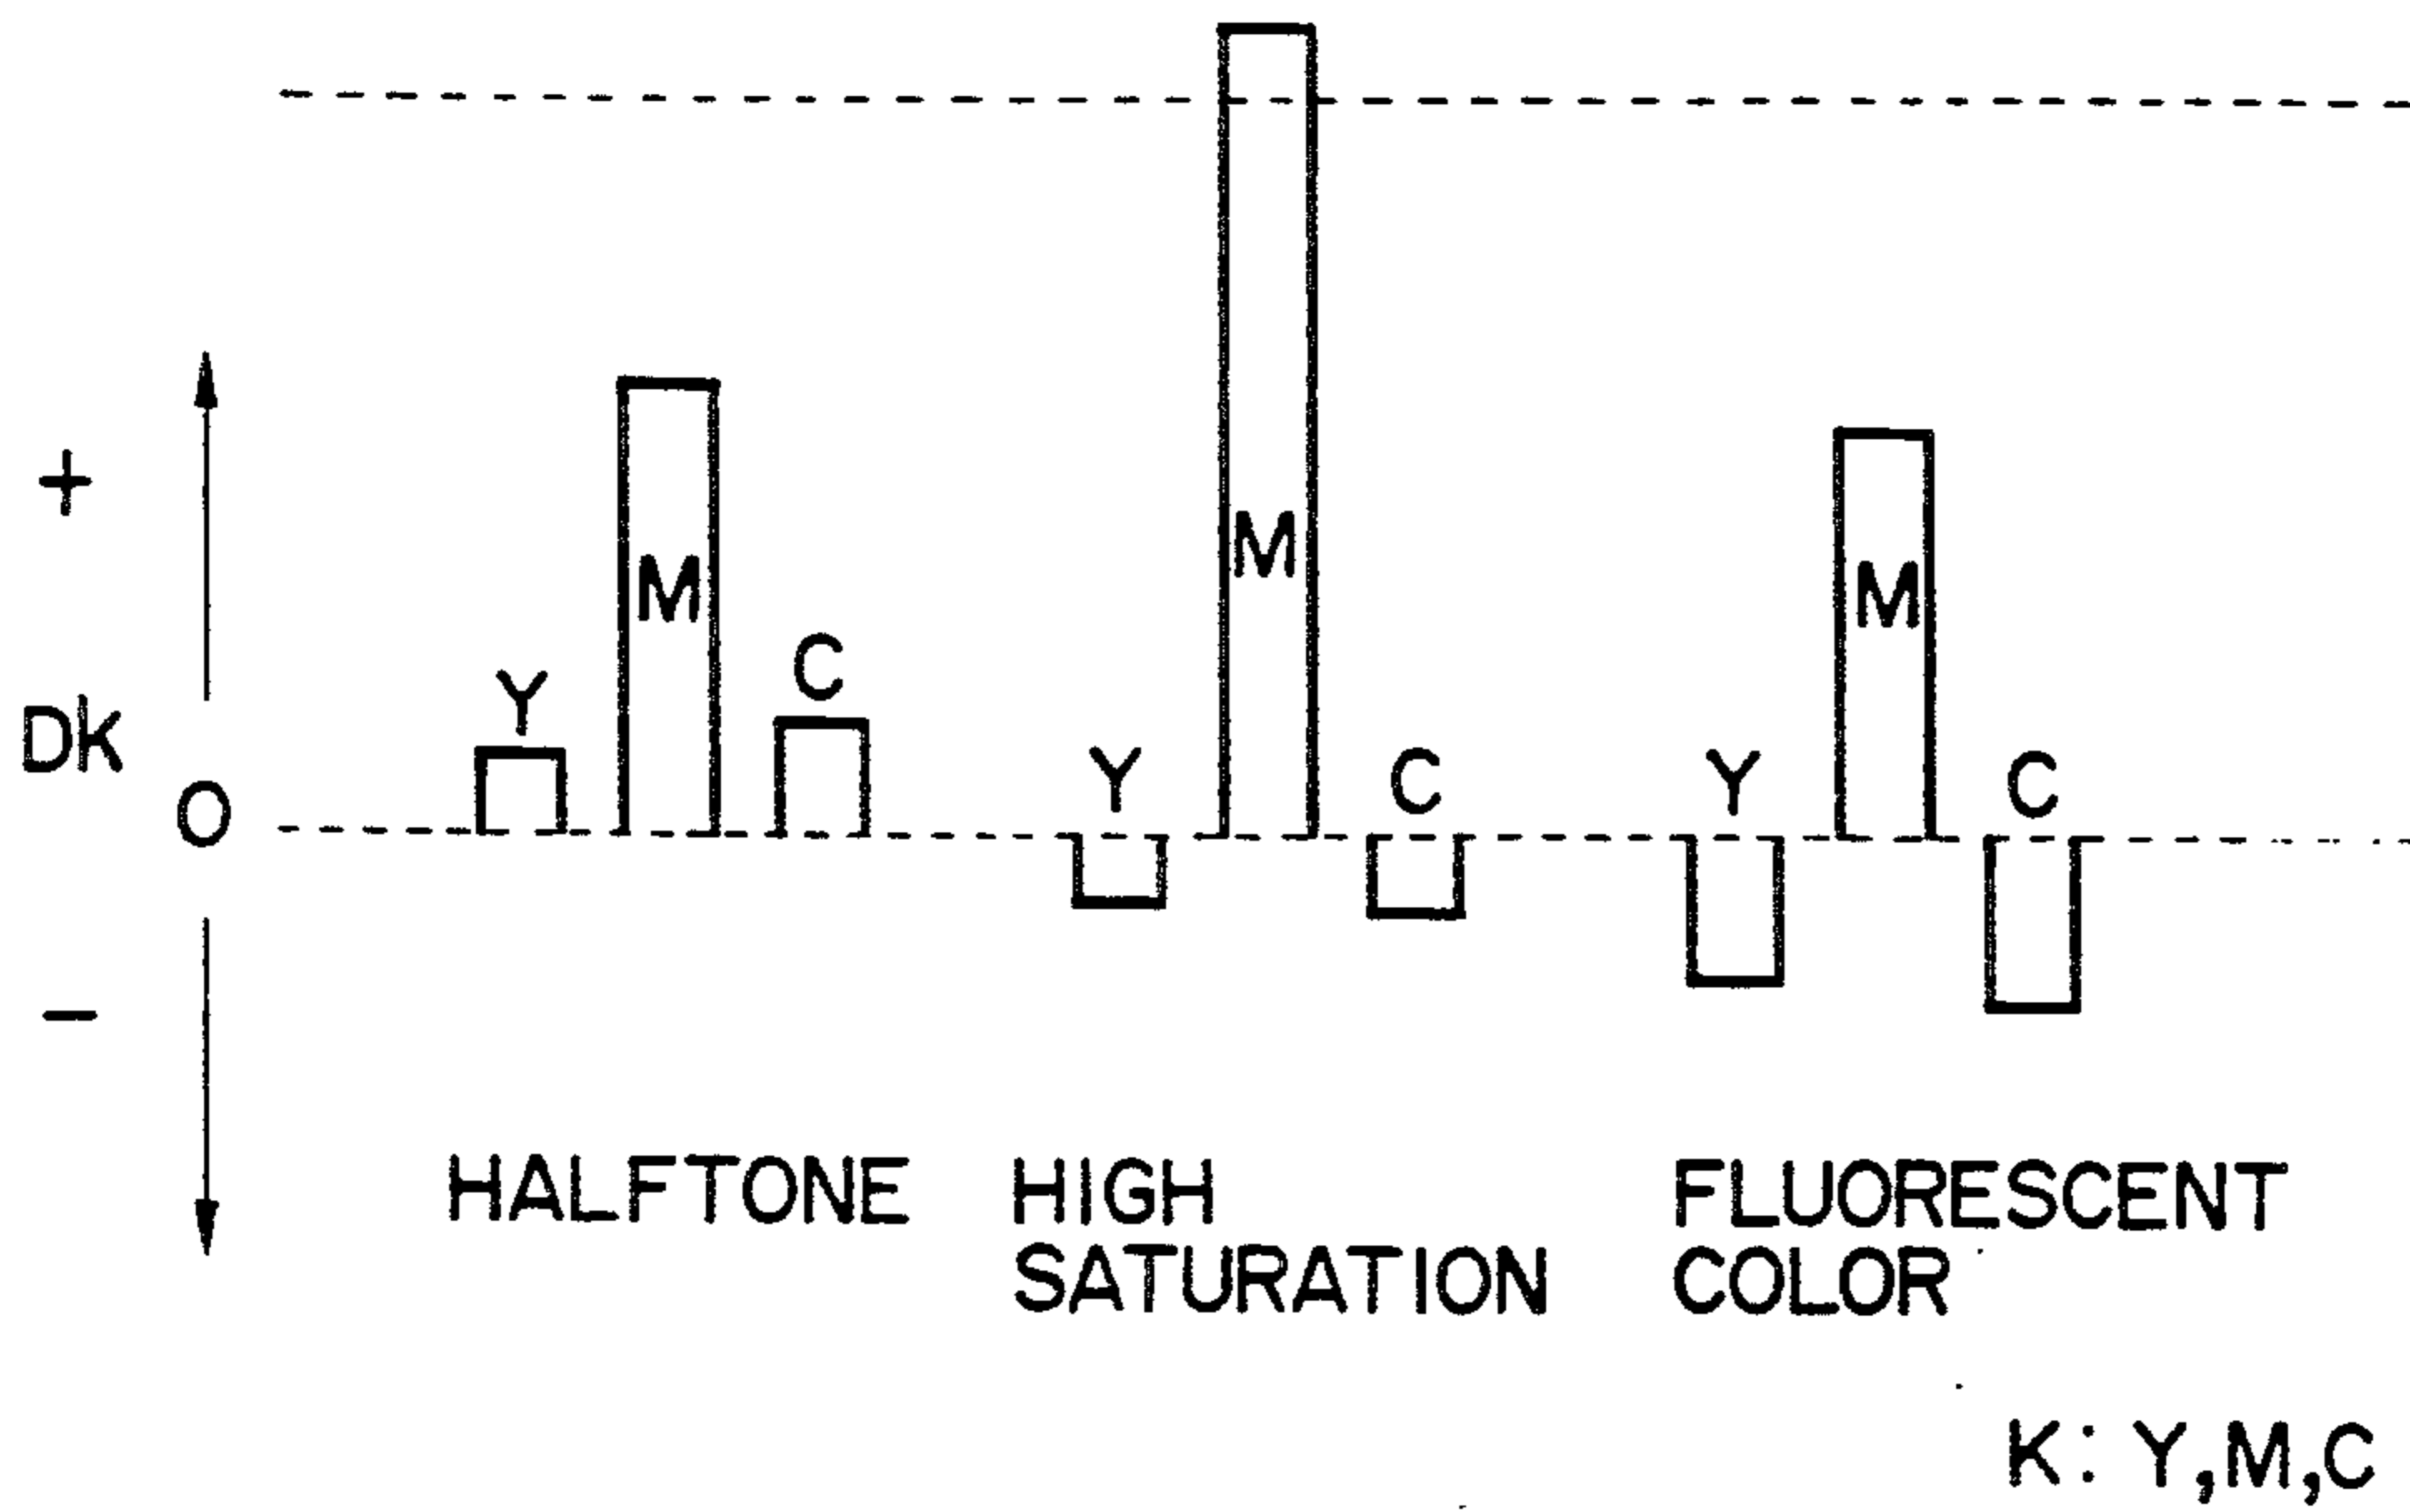 +
DK
O
−
Y
M
C
Y
M
C
Y
M
C
HALFTONE
HIGH
SATURATION
FLUORESCENT
COLOR
K: Y,M,C